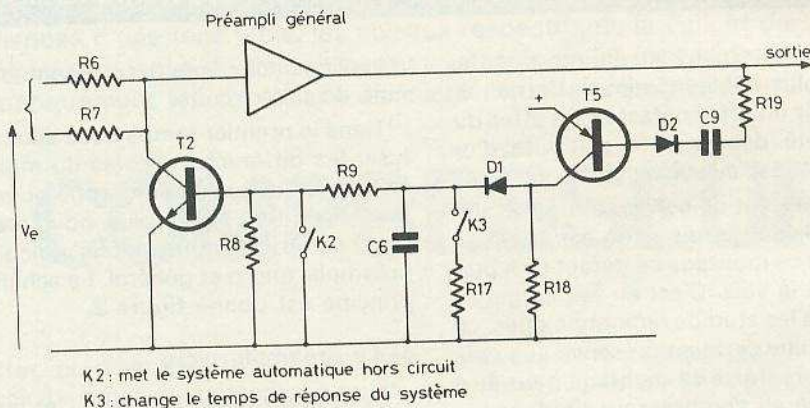 Préampli général
sortie
R6
R7
T2
Ve
R8
K2
R9
C6
K3
R17
D1
R18
+
T5
D2
C9
R19
K2 : met le système automatique hors circuit
K3 : change le temps de réponse du système